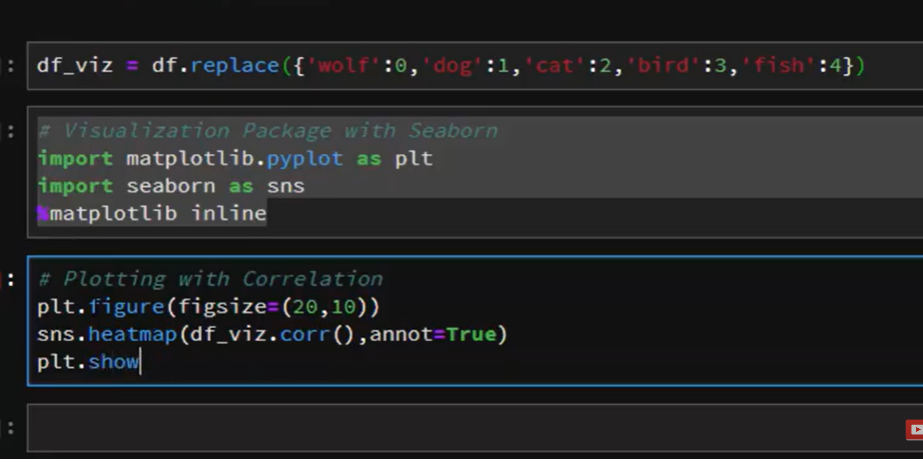 : df_viz = df.replace({'wolf':0,'dog':1,'cat':2,'bird':3,'fish':4})
: # Visualization Package with Seaborn
import matplotlib.pyplot as plt
import seaborn as sns
%matplotlib inline
: # Plotting with Correlation
plt.figure(figsize=(20,10))
sns.heatmap(df_viz.corr(),annot=True)
plt.show
: